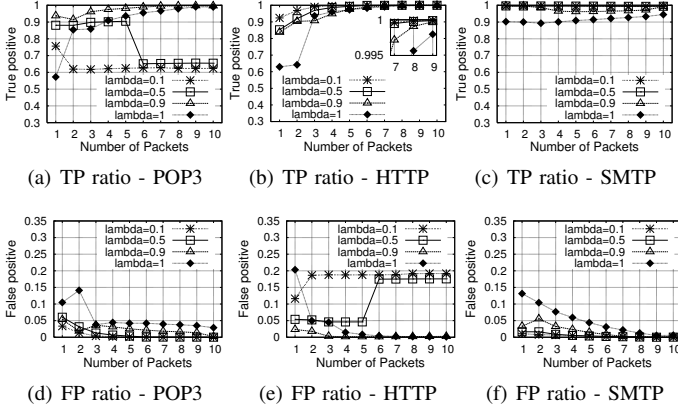 True positive
1
0.9
0.8
0.7
0.6
0.5
0.4
0.3
lambda=0.1
lambda=0.5
lambda=0.9
lambda=1
1 2 3 4 5 6 7 8 9 10
Number of Packets
(a) TP ratio - POP3
True positive
1
0.9
0.8
0.7
0.6
0.5
0.4
0.3
1
0.995
7 8 9
lambda=0.1
lambda=0.5
lambda=0.9
lambda=1
1 2 3 4 5 6 7 8 9 10
Number of Packets
(b) TP ratio - HTTP
True positive
1
0.9
0.8
0.7
0.6
0.5
0.4
0.3
lambda=0.1
lambda=0.5
lambda=0.9
lambda=1
1 2 3 4 5 6 7 8 9 10
Number of Packets
(c) TP ratio - SMTP
False positive
0.35
0.3
0.25
0.2
0.15
0.1
0.05
0
lambda=0.1
lambda=0.5
lambda=0.9
lambda=1
1 2 3 4 5 6 7 8 9 10
Number of Packets
(d) FP ratio - POP3
False positive
0.35
0.3
0.25
0.2
0.15
0.1
0.05
0
lambda=0.1
lambda=0.5
lambda=0.9
lambda=1
1 2 3 4 5 6 7 8 9 10
Number of Packets
(e) FP ratio - HTTP
False positive
0.35
0.3
0.25
0.2
0.15
0.1
0.05
0
lambda=0.1
lambda=0.5
lambda=0.9
lambda=1
1 2 3 4 5 6 7 8 9 10
Number of Packets
(f) FP ratio - SMTP